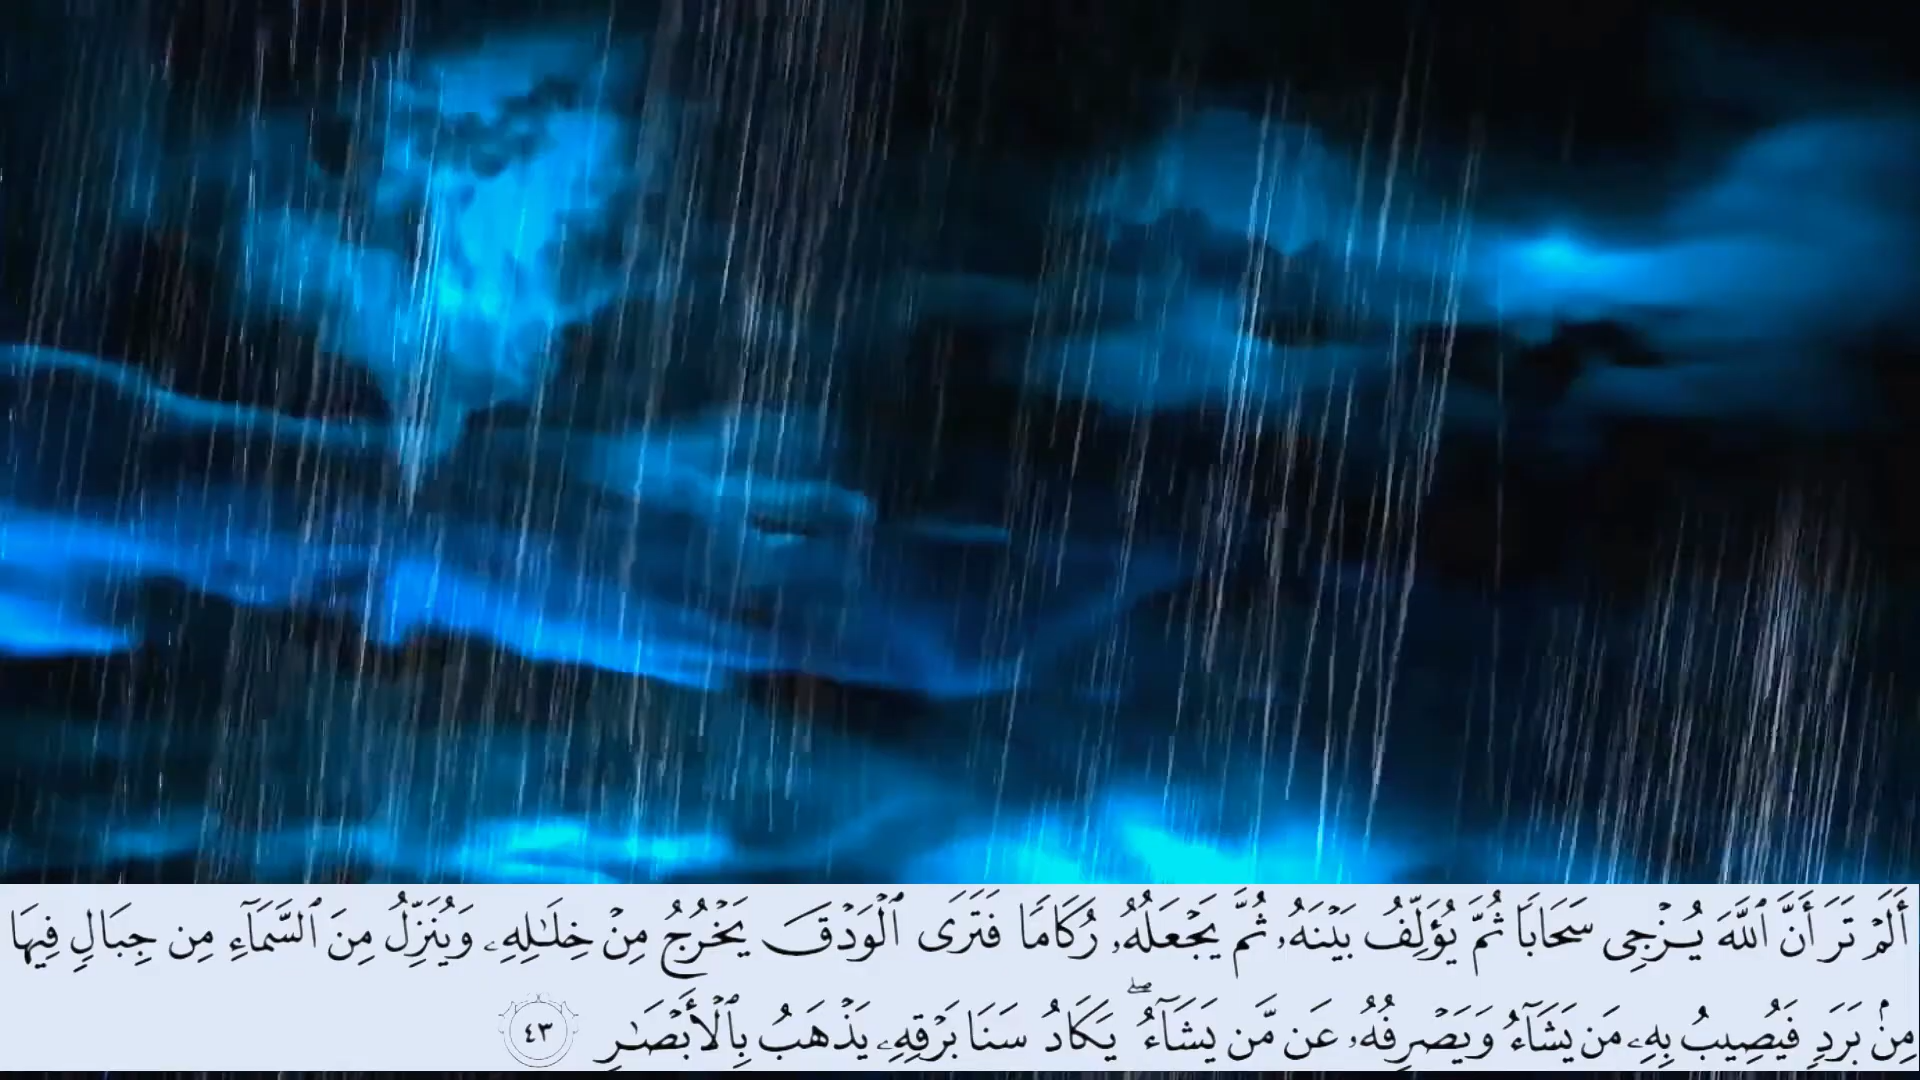 أَلَمْ تَرَ أَنَّ ٱللَّهَ يُزْجِى سَحَابًا ثُمَّ يُؤَلِّفُ بَيْنَهُۥ ثُمَّ يَجْعَلُهُۥ رُكَامًا فَتَرَى ٱلْوَدْقَ يَخْرُجُ مِنْ خِلَـٰلِهِۦ وَيُنَزِّلُ مِنَ ٱلسَّمَآءِ مِن جِبَالٍ فِيهَا
مِنۢ بَرَدٍ فَيُصِيبُ بِهِۦ مَن يَشَآءُ وَيَصْرِفُهُۥ عَن مَّن يَشَآءُ ۖ يَكَادُ سَنَا بَرْقِهِۦ يَذْهَبُ بِٱلْأَبْصَـٰرِ ٤٣